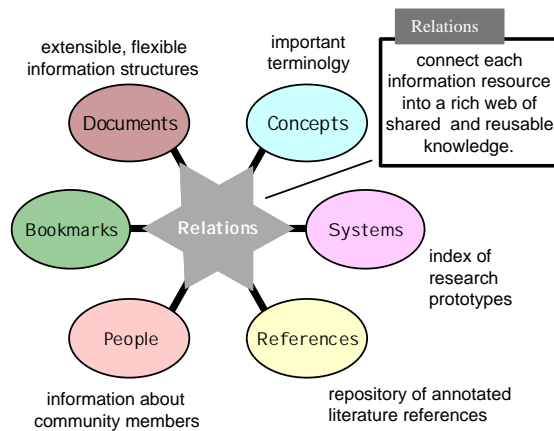 Relations
connect each
information resource
into a rich web of
shared and reusable
knowledge.
extensible, flexible
information structures
important
terminolgy
Documents
Concepts
Bookmarks
Relations
Systems
index of
research
prototypes
People
References
information about
community members
repository of annotated
literature references